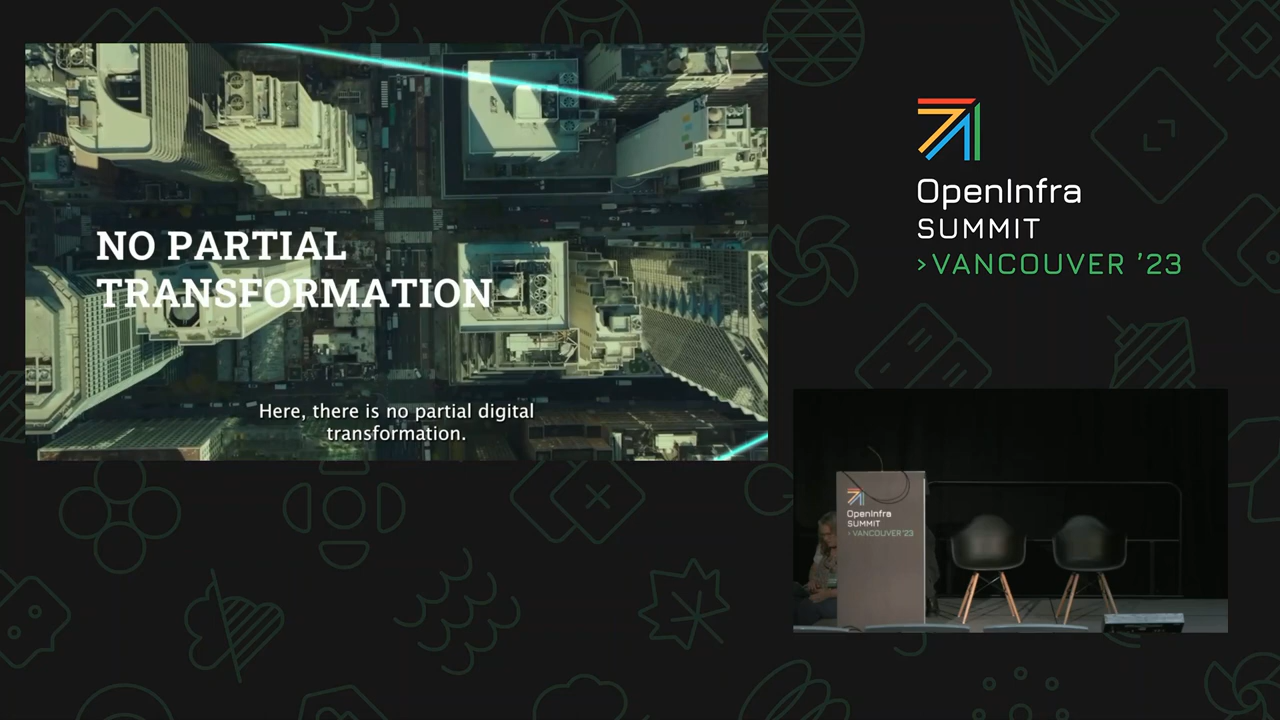 NO PARTIAL
TRANSFORMATION
Here, there is no partial digital
transformation.
OpenInfra
SUMMIT
>VANCOUVER '23
OpenInfra
SUMMIT
>VANCOUVER '23